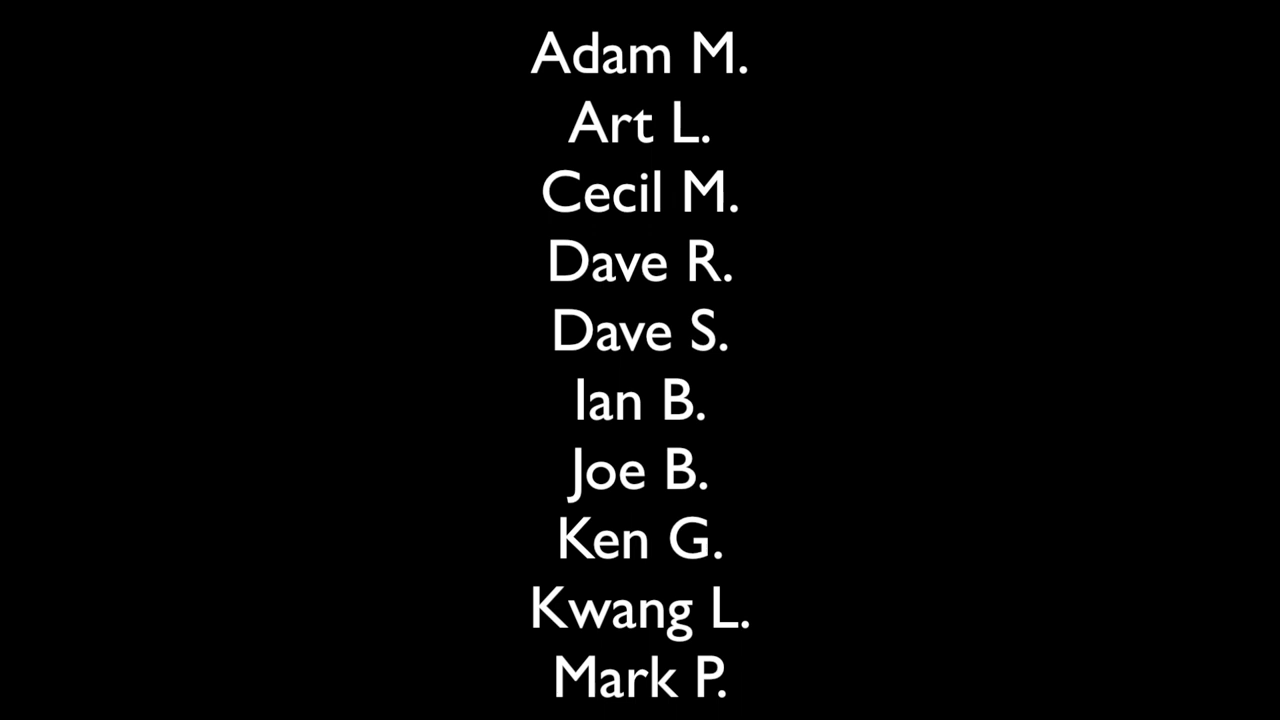 Adam M.
Art L.
Cecil M.
Dave R.
Dave S.
Ian B.
Joe B.
Ken G.
Kwang L.
Mark P.